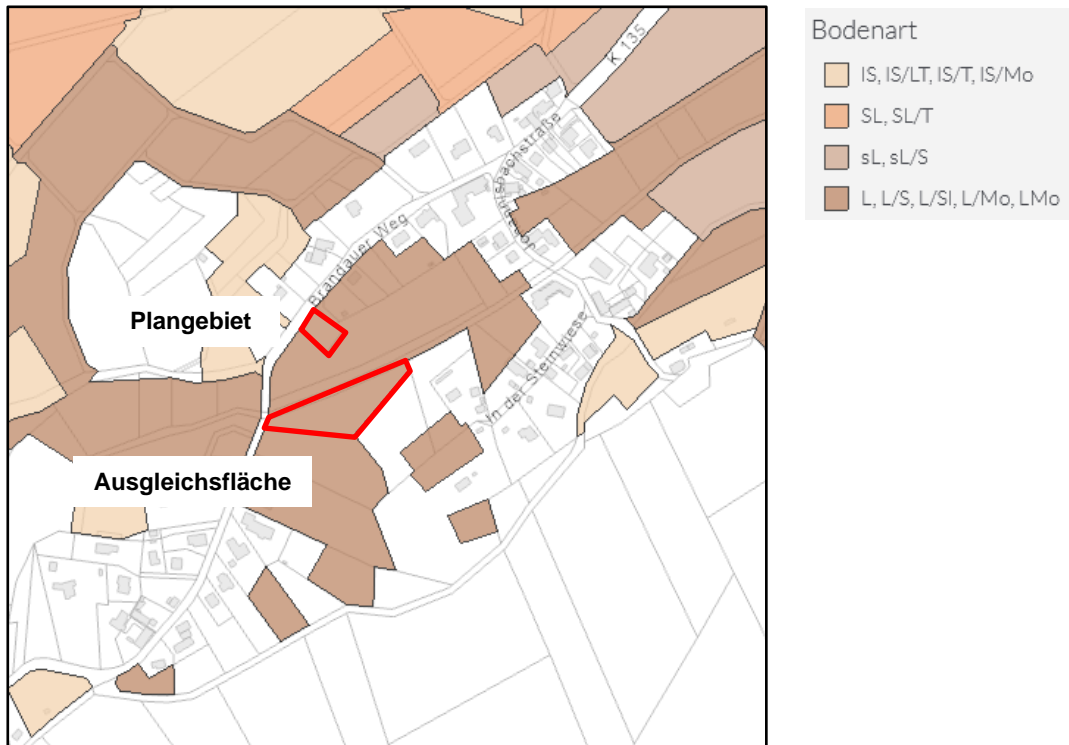 K 135
Schmalnbachstraße
Brandauer Weg
Plangebiet
In der Steinwiese
Ausgleichsfläche
Bodenart
lS, lS/LT, lS/T, lS/Mo
SL, SL/T
sL, sL/S
L, L/S, L/Sl, L/Mo, LMo